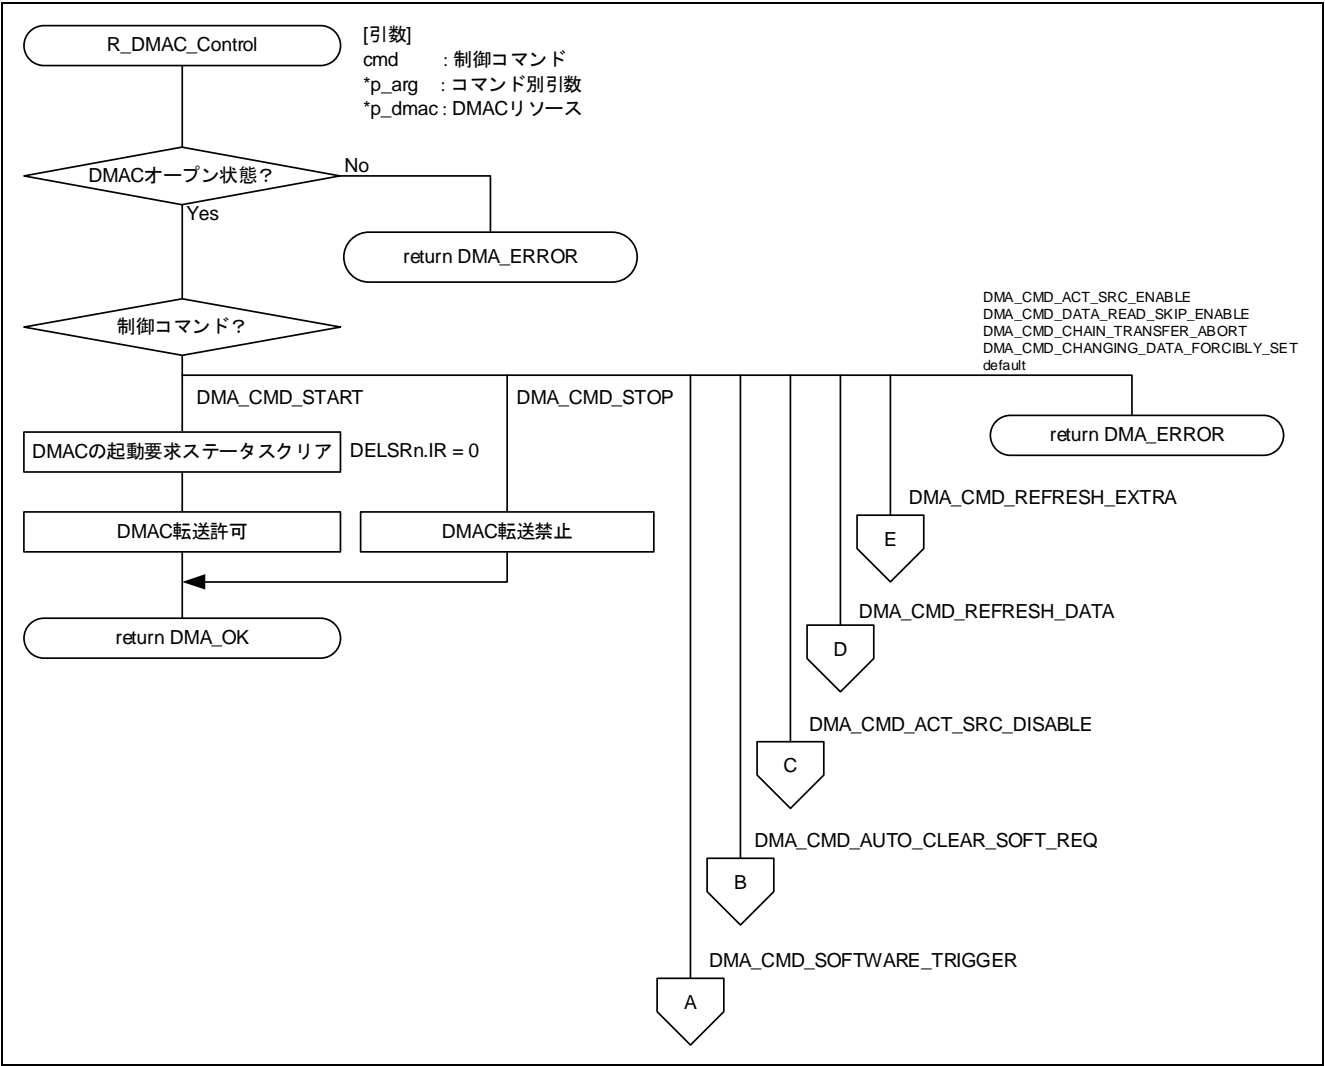 R_DMAC_Control
[引数]
cmd : 制御コマンド
*p_arg : コマンド別引数
*p_dmac : DMACリソース
DMACオープン状態？
No
Yes
return DMA_ERROR
制御コマンド？
DMA_CMD_ACT_SRC_ENABLE
DMA_CMD_DATA_READ_SKIP_ENABLE
DMA_CMD_CHAIN_TRANSFER_ABORT
DMA_CMD_CHANGING_DATA_FORCIBLY_SET
default
DMA_CMD_START
DMA_CMD_STOP
return DMA_ERROR
DMACの起動要求ステータスクリア
DELSRn.IR = 0
DMA_CMD_REFRESH_EXTRA
E
DMAC転送許可
DMAC転送禁止
DMA_CMD_REFRESH_DATA
D
return DMA_OK
DMA_CMD_ACT_SRC_DISABLE
C
DMA_CMD_AUTO_CLEAR_SOFT_REQ
B
DMA_CMD_SOFTWARE_TRIGGER
A